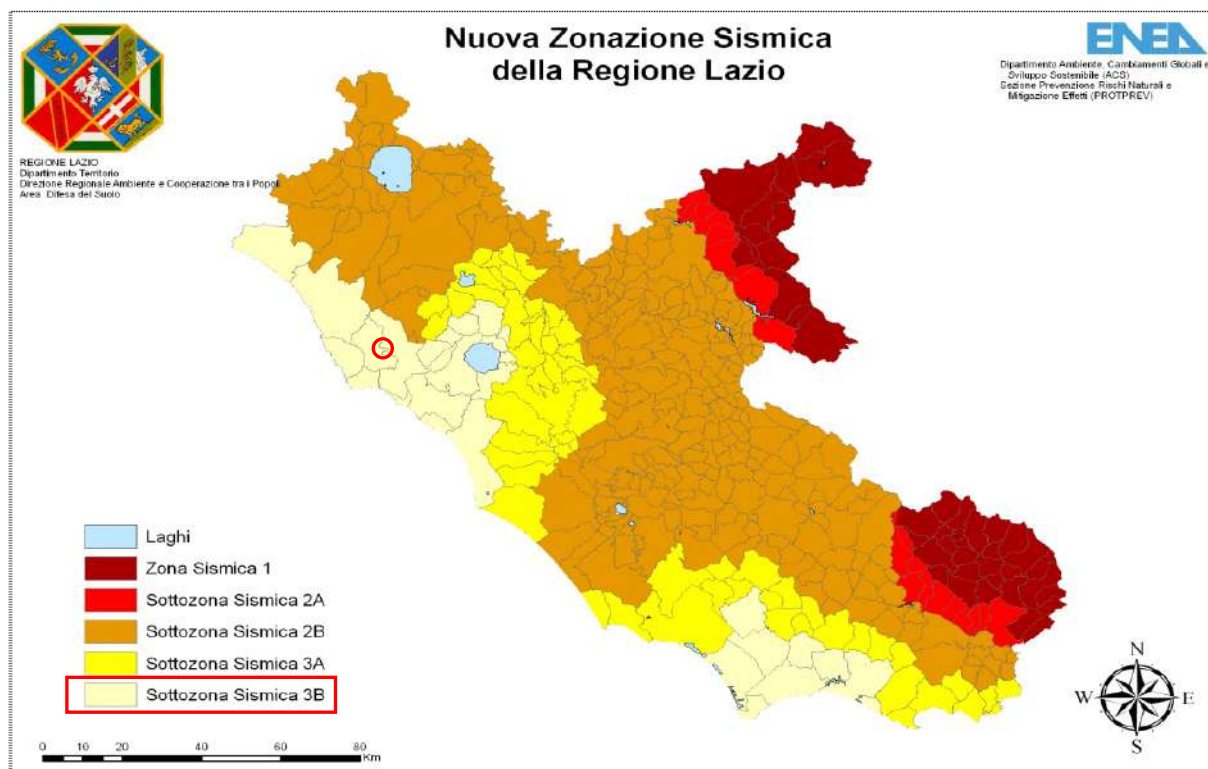 Nuova Zonazione Sismica
della Regione Lazio
ENEA
Dipartimento Ambiente, Cambiamenti Globali e
Sviluppo Sostenibile (ACS)
Sezione Prevenzione Rischi Naturali e
Mitigazione Effetti (PROTPREV)
REGIONE LAZIO
Dipartimento Territorio
Direzione Regionale Ambiente e Cooperazione tra i Popoli
Area Difesa del Suolo
Laghi
Zona Sismica 1
Sottozona Sismica 2A
Sottozona Sismica 2B
Sottozona Sismica 3A
Sottozona Sismica 3B
0 10 20 40 60 80
Km
N
W E
S